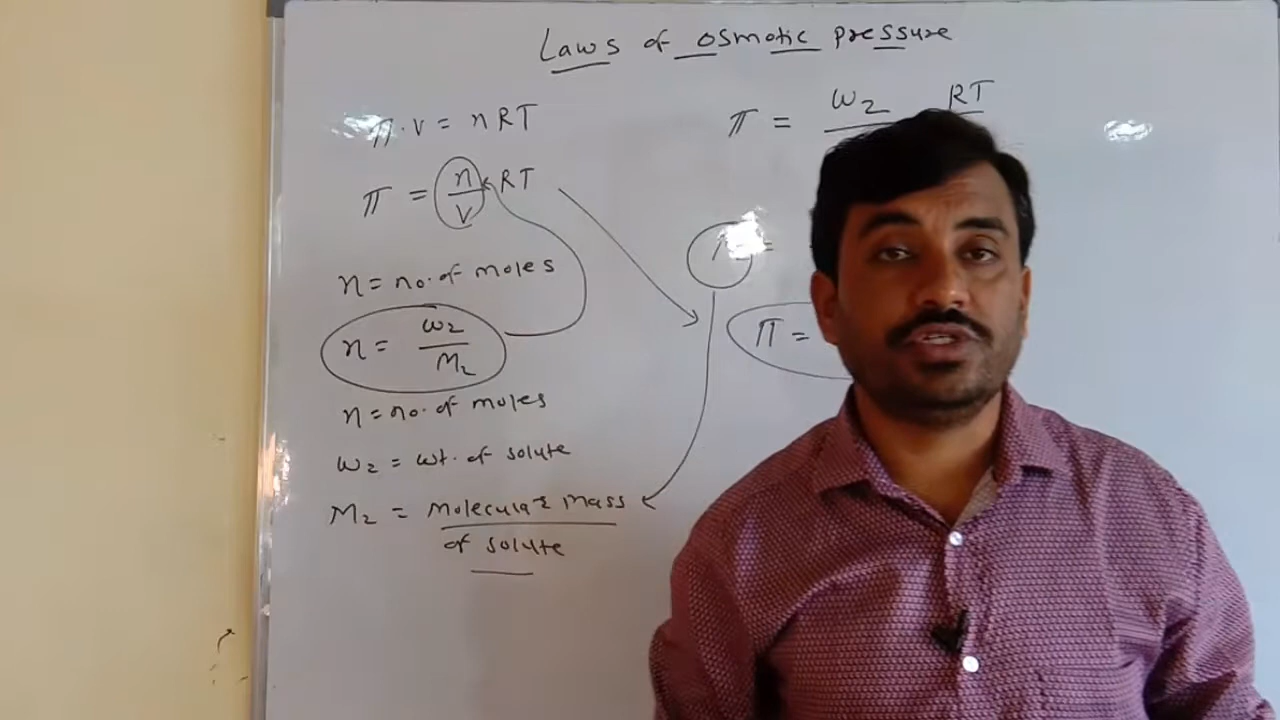 Laws of osmotic pressure
π.v = nRT
π = n/v RT
n = no. of moles
n = w2/M2
n = no. of moles
w2 = wt. of solute
M2 = Molecular mass
of solute
π = w2 RT
=
π =